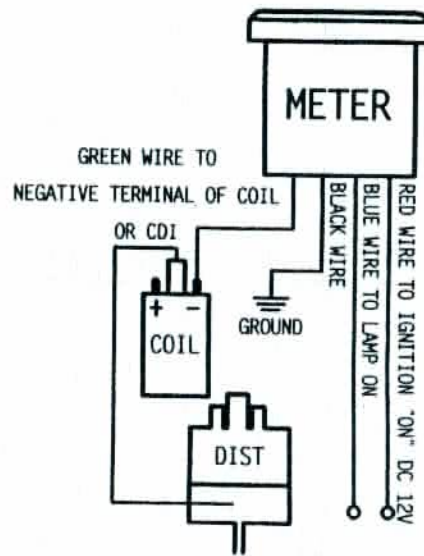 METER
GREEN WIRE TO
NEGATIVE TERMINAL OF COIL
OR CDI
BLACK WIRE
BLUE WIRE TO LAMP ON
RED WIRE TO IGNITION "ON" DC 12V
GROUND
+ -
COIL
DIST